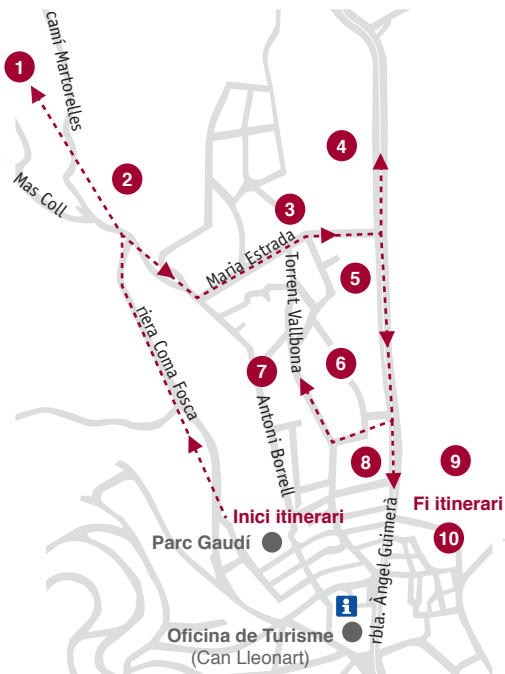 camí Martorelles
1
2
Mas Coll
4
3
Maria Estrada
5
Torrent Vallbona
riera Coma Fosca
6
7
Antoni Borrell
8
9
Inici itinerari
Fi itinerari
Parc Gaudí
10
rbla. Àngel Guimerà
i
Oficina de Turisme
(Can Lleonart)